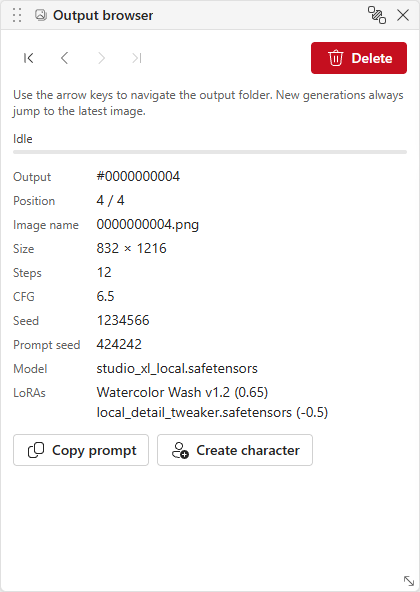 Output browser
Delete
Use the arrow keys to navigate the output folder. New generations always
jump to the latest image.
Idle
Output #0000000004
Position 4 / 4
Image name 0000000004.png
Size 832 × 1216
Steps 12
CFG 6.5
Seed 1234566
Prompt seed 424242
Model studio_xl_local.safetensors
LoRAs Watercolor Wash v1.2 (0.65)
local_detail_tweaker.safetensors (-0.5)
Copy prompt Create character